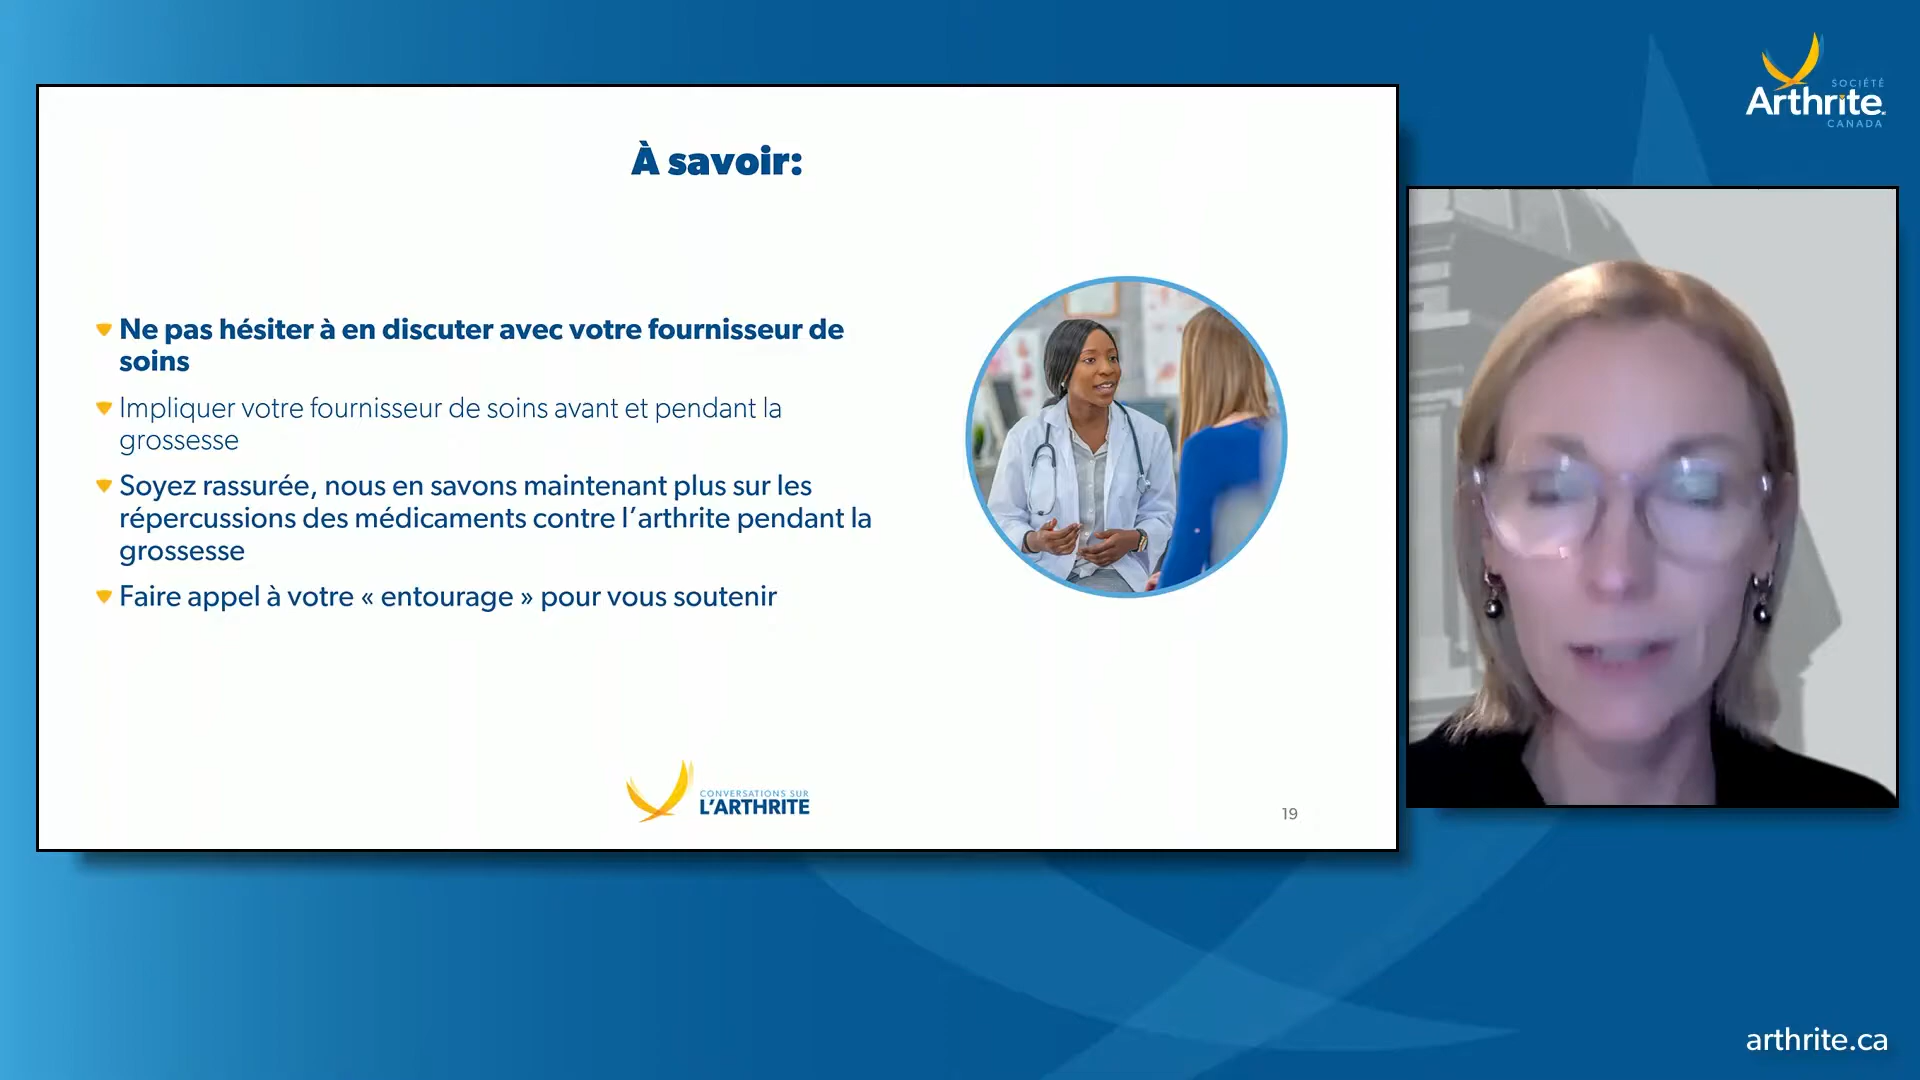 À savoir:
Ne pas hésiter à en discuter avec votre fournisseur de
soins
Impliquer votre fournisseur de soins avant et pendant la
grossesse
Soyez rassurée, nous en savons maintenant plus sur les
répercussions des médicaments contre l’arthrite pendant la
grossesse
Faire appel à votre « entourage » pour vous soutenir
CONVERSATIONS SUR
L’ARTHRITE
19
SOCIÉTÉ
Arthrite
CANADA
arthrite.ca